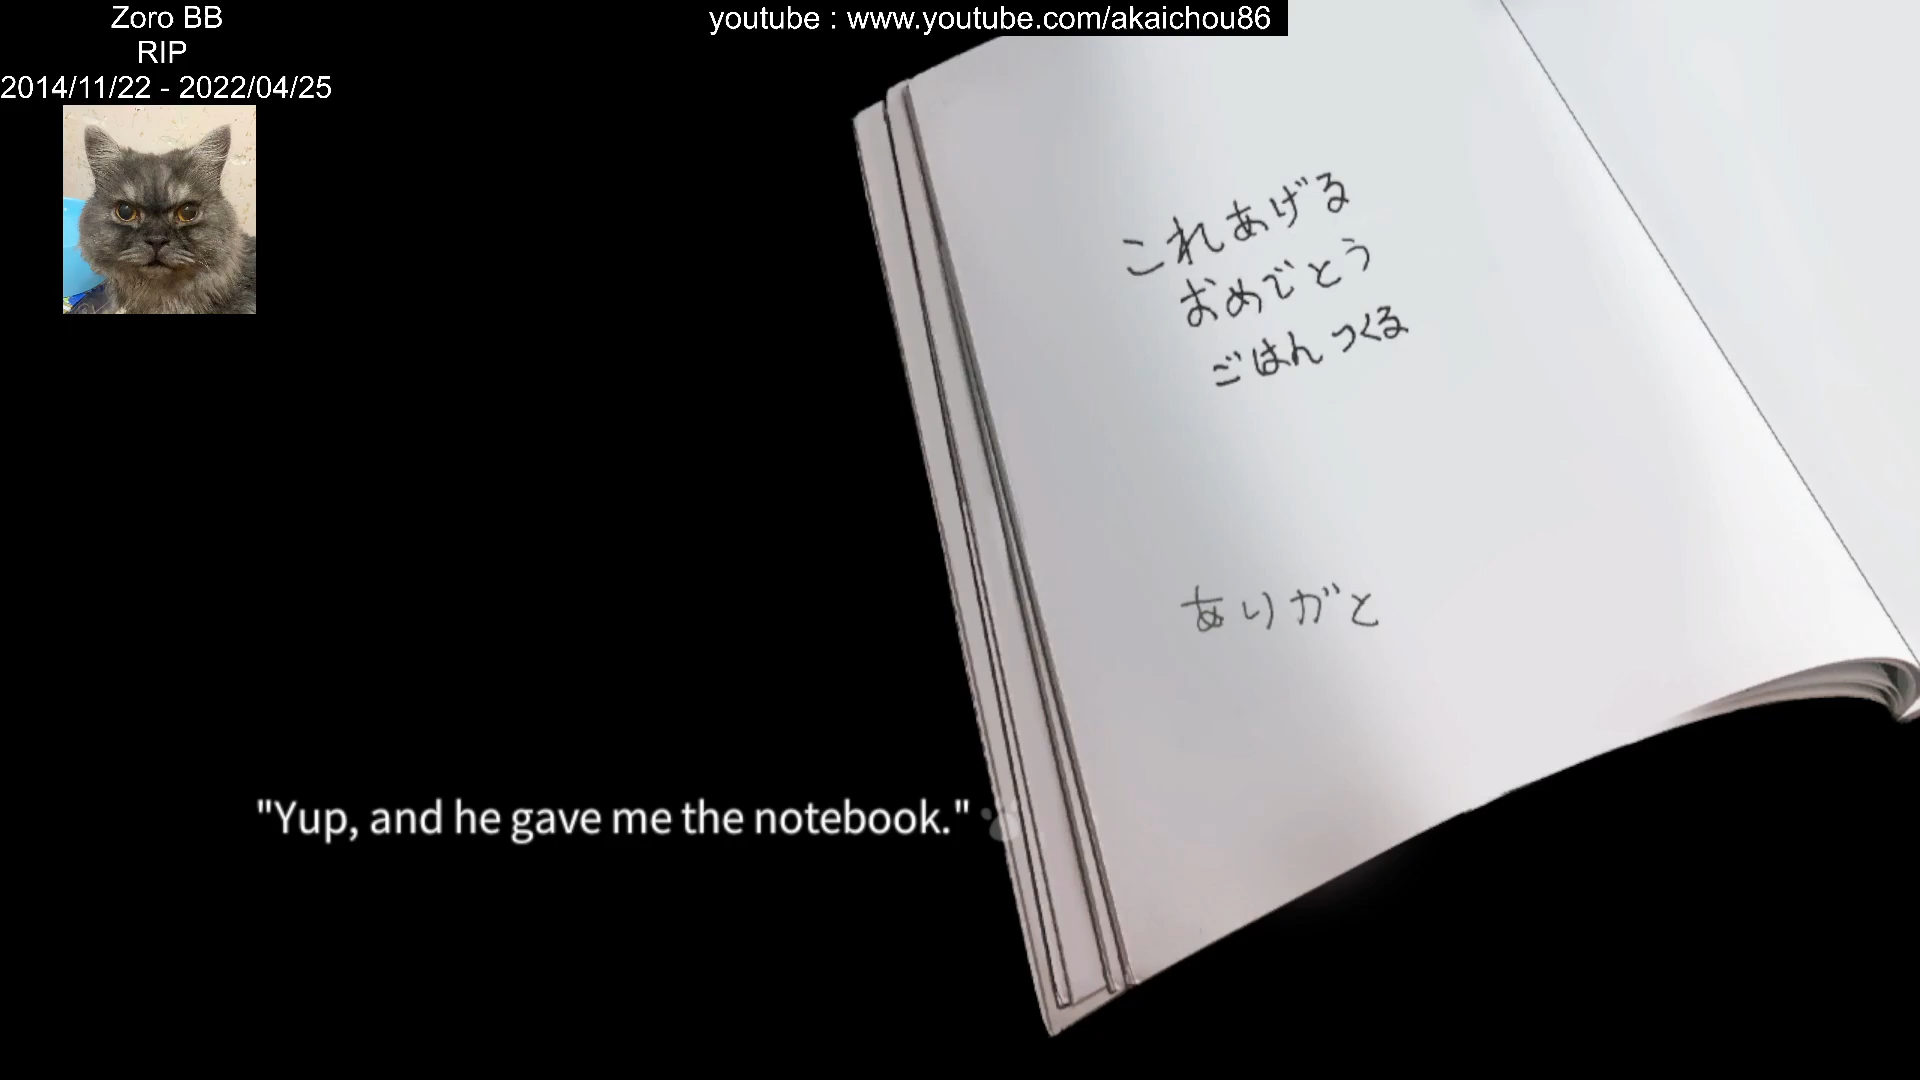 Zoro BB
RIP
2014/11/22 - 2022/04/25
youtube : www.youtube.com/akaichou86
これあげる
おめでとう
ごはんつくる
ありがと
"Yup, and he gave me the notebook."